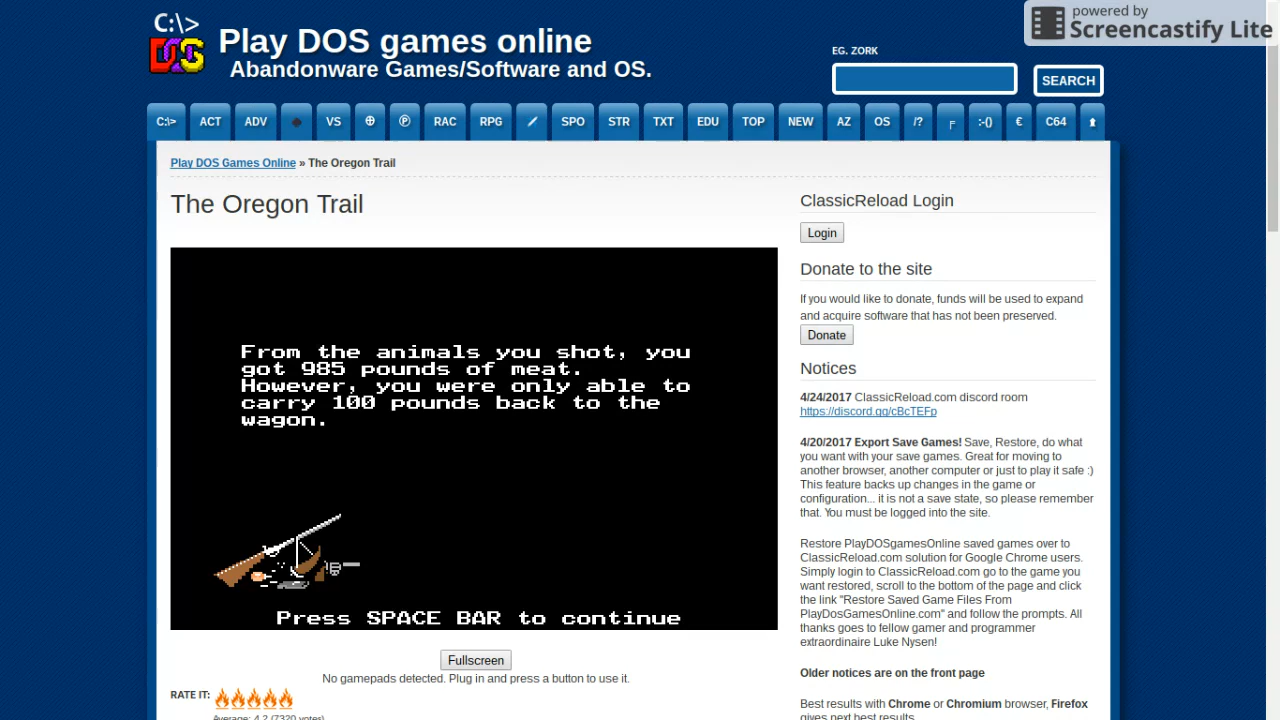 powered by
Screencastify Lite
C:\>
DOS
Play DOS games online
Abandonware Games/Software and OS.
EG. ZORK
SEARCH
C:\> ACT ADV ♠ VS ⊕ Ⓟ RAC RPG SPO STR TXT EDU TOP NEW AZ OS /? ╒ :-() € C64
Play DOS Games Online » The Oregon Trail
The Oregon Trail
From the animals you shot, you
got 985 pounds of meat.
However, you were only able to
carry 100 pounds back to the
wagon.
Press SPACE BAR to continue
Fullscreen
No gamepads detected. Plug in and press a button to use it.
RATE IT:
Average: 4.2 (7320 votes)
ClassicReload Login
Login
Donate to the site
If you would like to donate, funds will be used to expand
and acquire software that has not been preserved.
Donate
Notices
4/24/2017 ClassicReload.com discord room
https://discord.gg/cBcTEFp
4/20/2017 Export Save Games! Save, Restore, do what
you want with your save games. Great for moving to
another browser, another computer or just to play it safe :)
This feature backs up changes in the game or
configuration... it is not a save state, so please remember
that. You must be logged into the site.
Restore PlayDOSgamesOnline saved games over to
ClassicReload.com solution for Google Chrome users.
Simply login to ClassicReload.com go to the game you
want restored, scroll to the bottom of the page and click
the link "Restore Saved Game Files From
PlayDosGamesOnline.com" and follow the prompts. All
thanks goes to fellow gamer and programmer
extraordinaire Luke Nysen!
Older notices are on the front page
Best results with Chrome or Chromium browser, Firefox
gives next best results